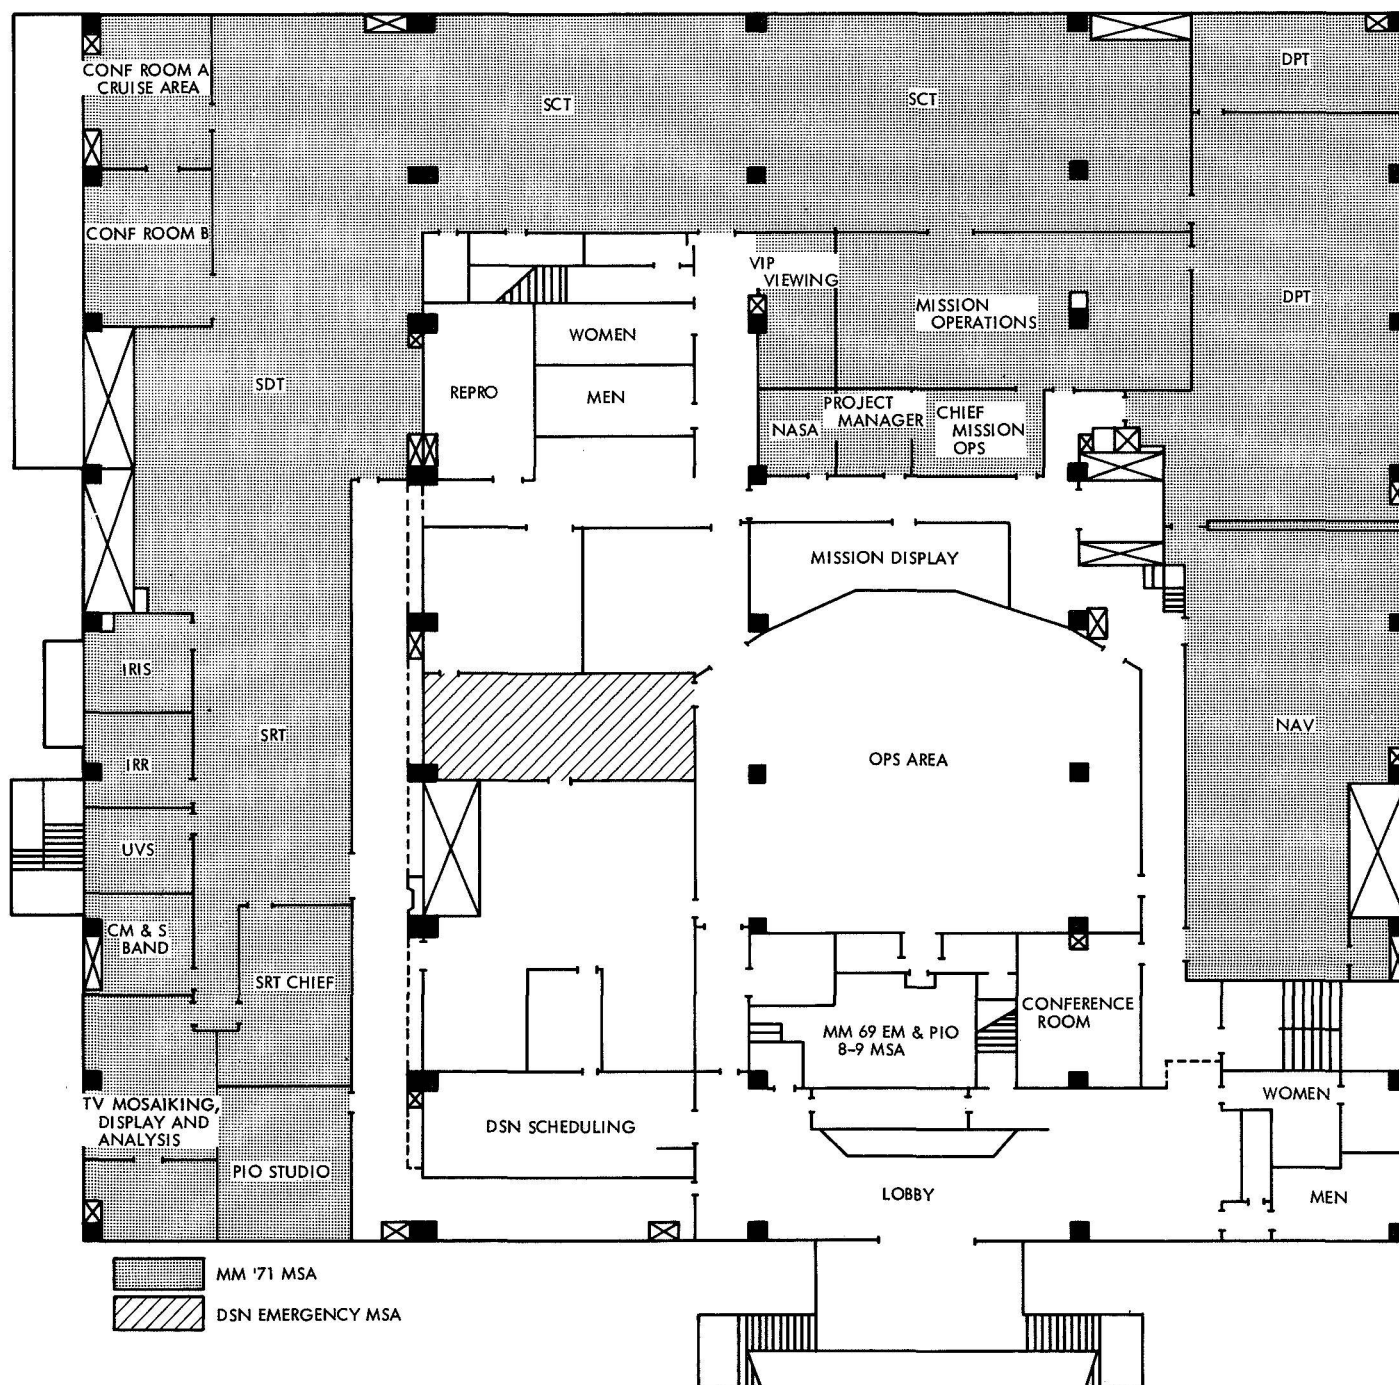 CONF ROOM A
CRUISE AREA
SCT
SCT
DPT
CONF ROOM B
VIP
VIEWING
MISSION
OPERATIONS
DPT
WOMEN
SDT
REPRO
MEN
NASA
PROJECT
MANAGER
CHIEF
MISSION
OPS
MISSION DISPLAY
IRIS
SRT
IRR
OPS AREA
NAV
UVS
CM & S
BAND
SRT CHIEF
MM 69 EM & PIO
8-9 MSA
CONFERENCE
ROOM
TV MOSAIKING,
DISPLAY AND
ANALYSIS
PIO STUDIO
DSN SCHEDULING
LOBBY
WOMEN
MEN
MM '71 MSA
DSN EMERGENCY MSA